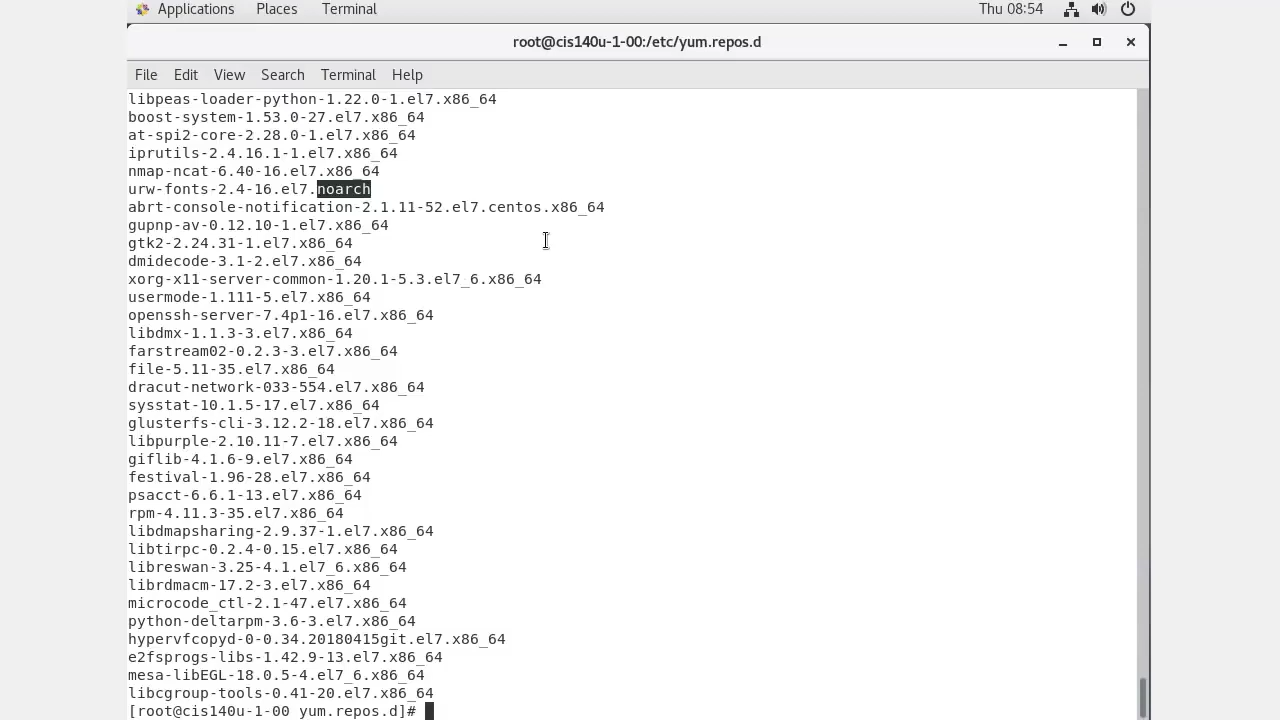 Applications Places Terminal Thu 08:54
root@cis140u-1-00:/etc/yum.repos.d
File Edit View Search Terminal Help
libpeas-loader-python-1.22.0-1.el7.x86_64
boost-system-1.53.0-27.el7.x86_64
at-spi2-core-2.28.0-1.el7.x86_64
iprutils-2.4.16.1-1.el7.x86_64
nmap-ncat-6.40-16.el7.x86_64
urw-fonts-2.4-16.el7.noarch
abrt-console-notification-2.1.11-52.el7.centos.x86_64
gupnp-av-0.12.10-1.el7.x86_64
gtk2-2.24.31-1.el7.x86_64
dmidecode-3.1-2.el7.x86_64
xorg-x11-server-common-1.20.1-5.3.el7_6.x86_64
usermode-1.111-5.el7.x86_64
openssh-server-7.4p1-16.el7.x86_64
libdmx-1.1.3-3.el7.x86_64
farstream02-0.2.3-3.el7.x86_64
file-5.11-35.el7.x86_64
dracut-network-033-554.el7.x86_64
sysstat-10.1.5-17.el7.x86_64
glusterfs-cli-3.12.2-18.el7.x86_64
libpurple-2.10.11-7.el7.x86_64
giflib-4.1.6-9.el7.x86_64
festival-1.96-28.el7.x86_64
psacct-6.6.1-13.el7.x86_64
rpm-4.11.3-35.el7.x86_64
libdmapsharing-2.9.37-1.el7.x86_64
libtirpc-0.2.4-0.15.el7.x86_64
libreswan-3.25-4.1.el7_6.x86_64
librdmacm-17.2-3.el7.x86_64
microcode_ctl-2.1-47.el7.x86_64
python-deltarpm-3.6-3.el7.x86_64
hypervfcopyd-0-0.34.20180415git.el7.x86_64
e2fsprogs-libs-1.42.9-13.el7.x86_64
mesa-libEGL-18.0.5-4.el7_6.x86_64
libcgroup-tools-0.41-20.el7.x86_64
[root@cis140u-1-00 yum.repos.d]#